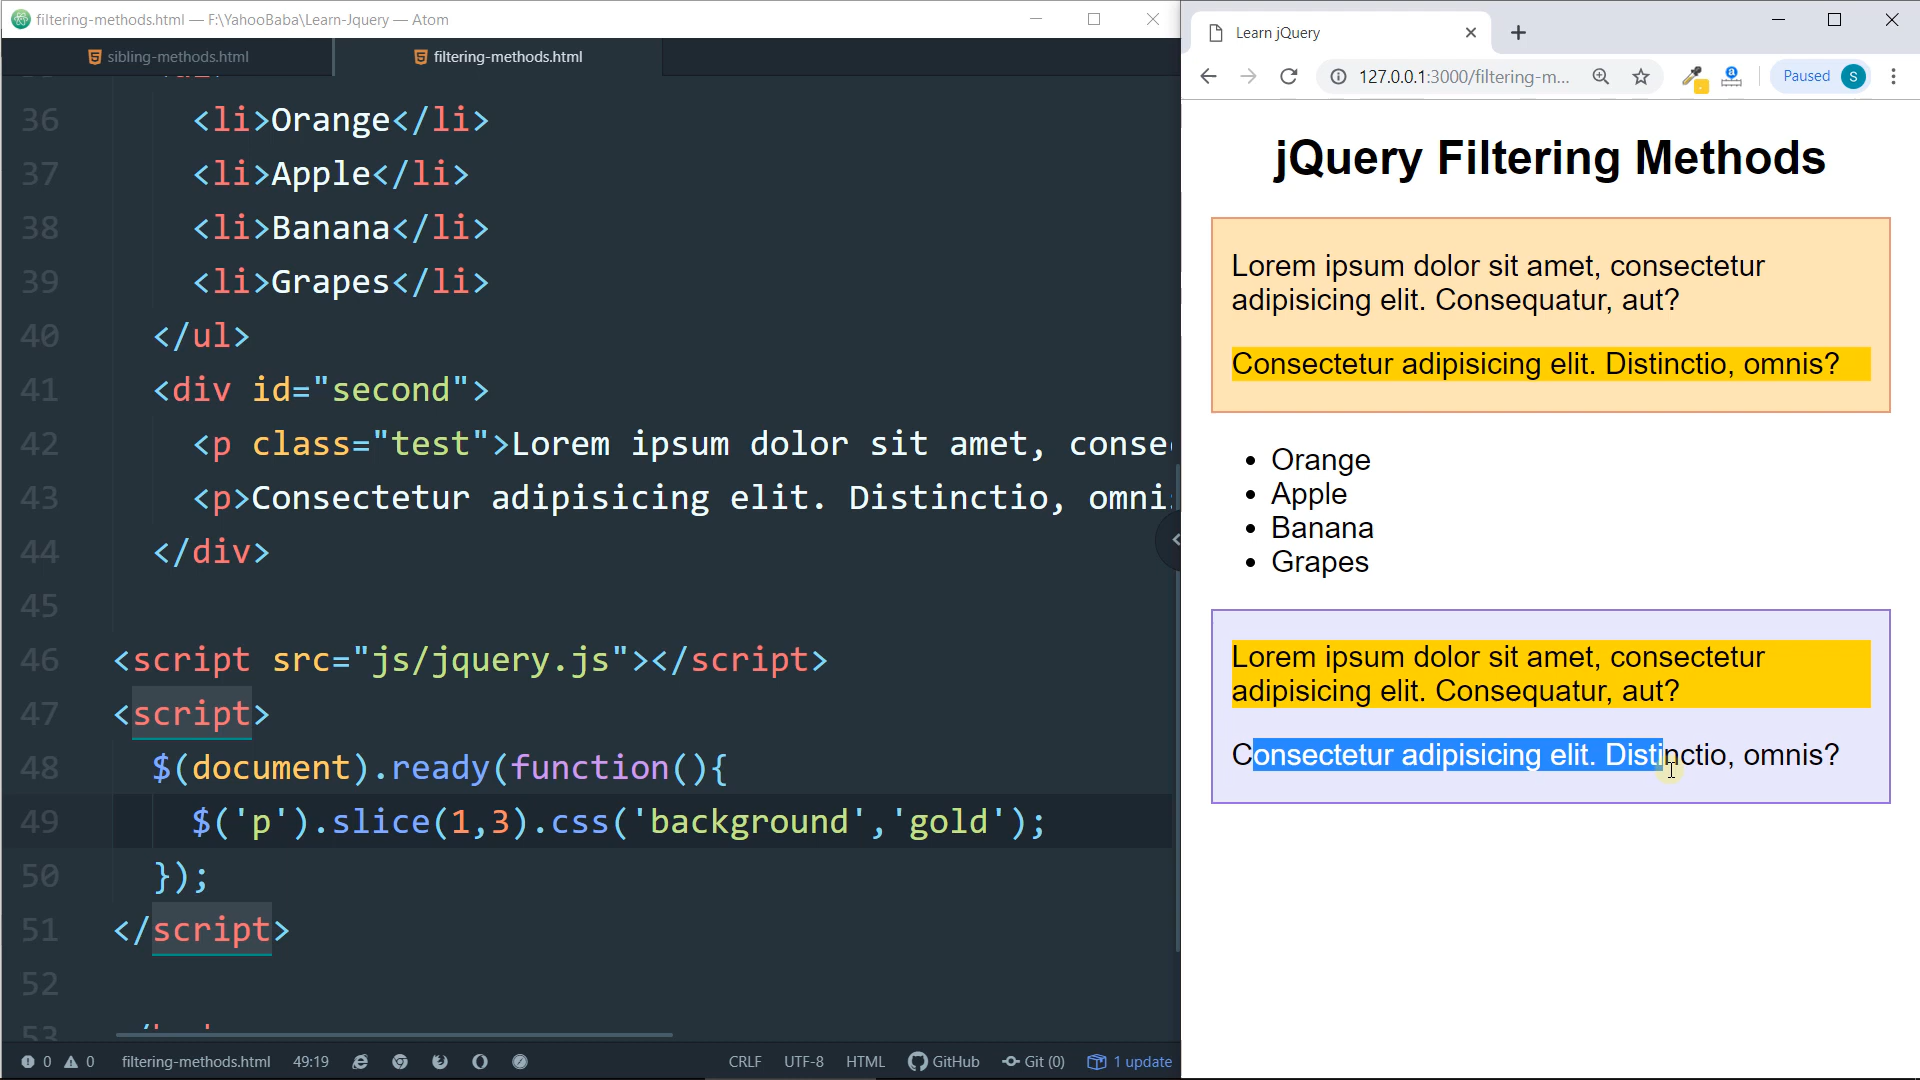 filtering-methods.html — F:\YahooBaba\Learn-Jquery — Atom
sibling-methods.html
filtering-methods.html
36 <li>Orange</li>
37 <li>Apple</li>
38 <li>Banana</li>
39 <li>Grapes</li>
40 </ul>
41 <div id="second">
42 <p class="test">Lorem ipsum dolor sit amet, conse
43 <p>Consectetur adipisicing elit. Distinctio, omni
44 </div>
45
46 <script src="js/jquery.js"></script>
47 <script>
48 $(document).ready(function(){
49 $('p').slice(1,3).css('background','gold');
50 });
51 </script>
52
53
0 0 filtering-methods.html 49:19 CRLF UTF-8 HTML GitHub Git (0) 1 update
Learn jQuery
127.0.0.1:3000/filtering-m... Paused S
jQuery Filtering Methods
Lorem ipsum dolor sit amet, consectetur
adipisicing elit. Consequatur, aut?
Consectetur adipisicing elit. Distinctio, omnis?
• Orange
• Apple
• Banana
• Grapes
Lorem ipsum dolor sit amet, consectetur
adipisicing elit. Consequatur, aut?
Consectetur adipisicing elit. Distinctio, omnis?